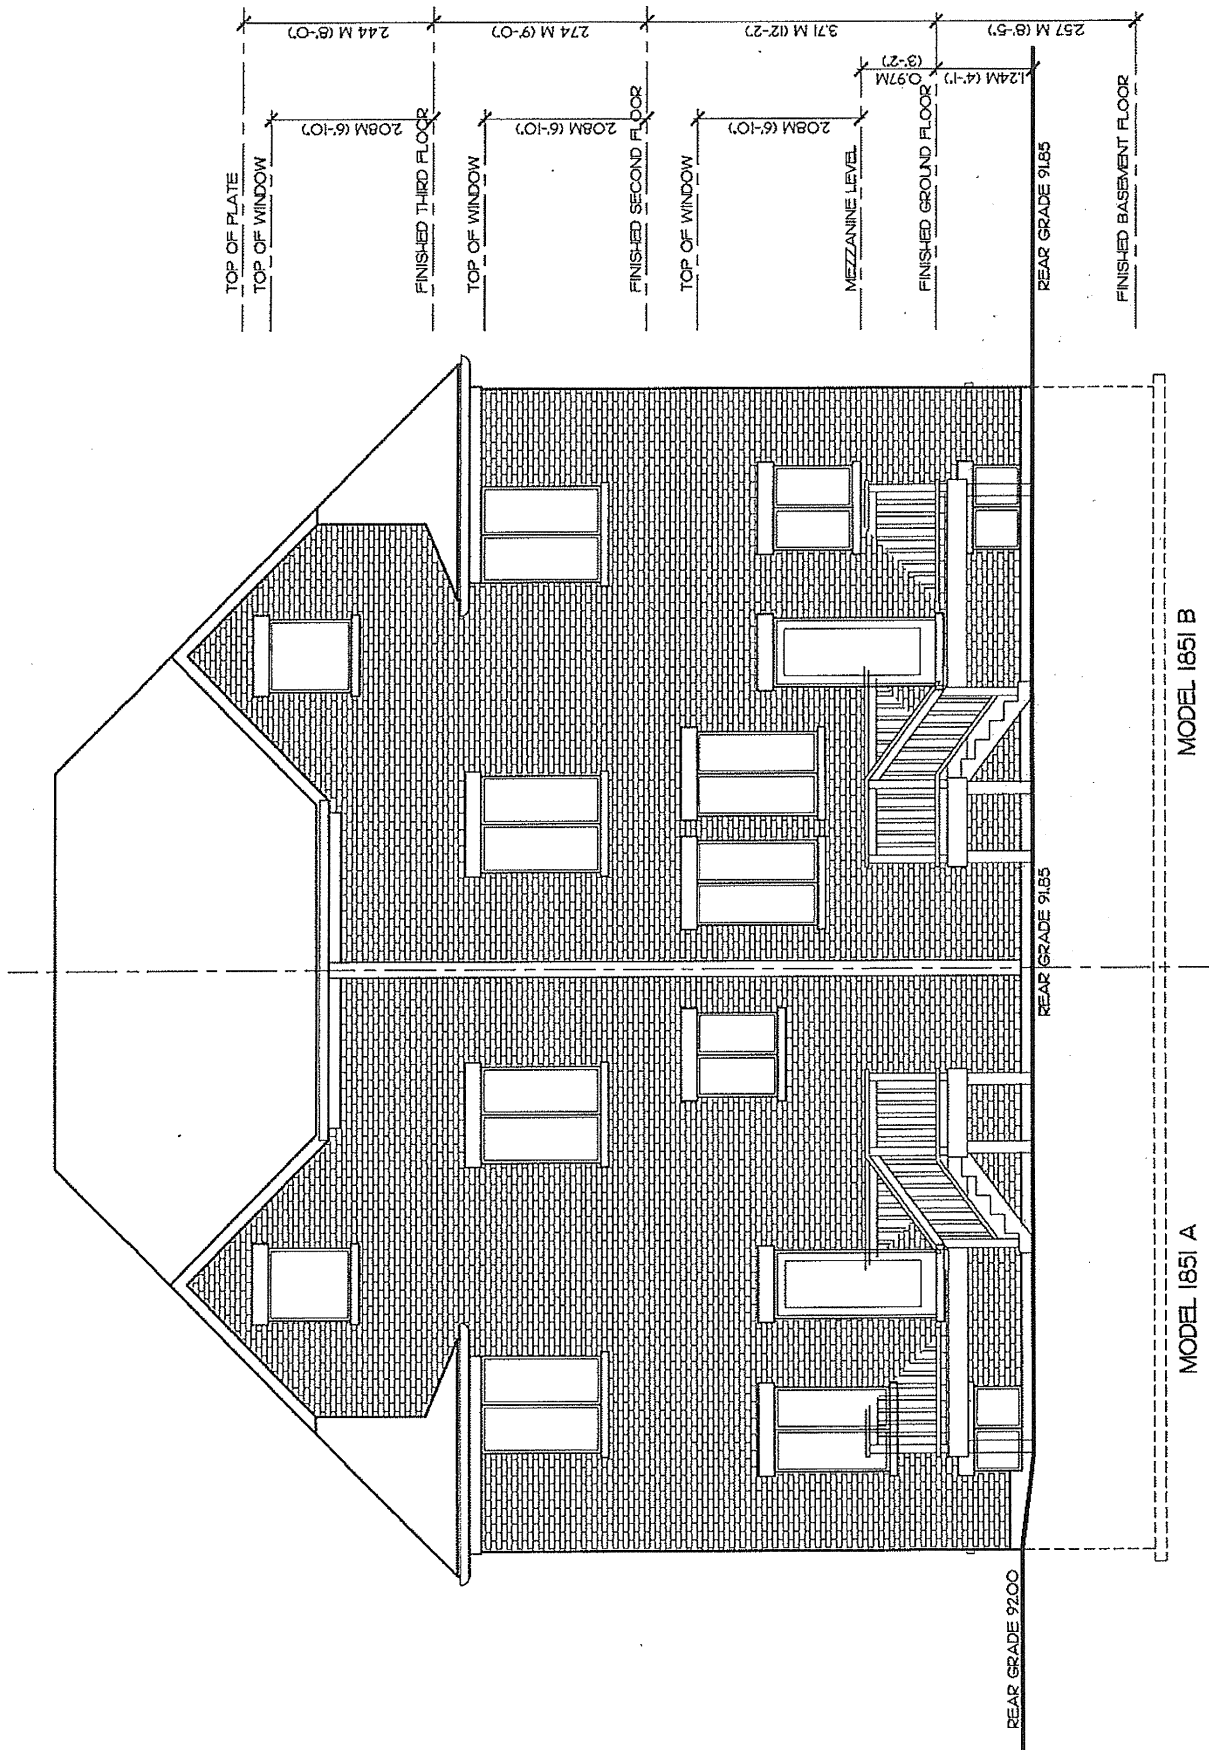 TOP OF PLATE
TOP OF WINDOW
FINISHED THIRD FLOOR
TOP OF WINDOW
FINISHED SECOND FLOOR
TOP OF WINDOW
MEZZANINE LEVEL
FINISHED GROUND FLOOR
REAR GRADE 91.85
FINISHED BASEMENT FLOOR
2.44 M (8'-0")
2.74 M (9'-0")
3.71 M (12'-2")
2.57 M (8'-5")
2.08M (6'-10")
2.08M (6'-10")
2.08M (6'-10")
0.97M
(3'-2")
1.24M (4'-1")
REAR GRADE 91.85
REAR GRADE 92.00
MODEL 1851 A
MODEL 1851 B